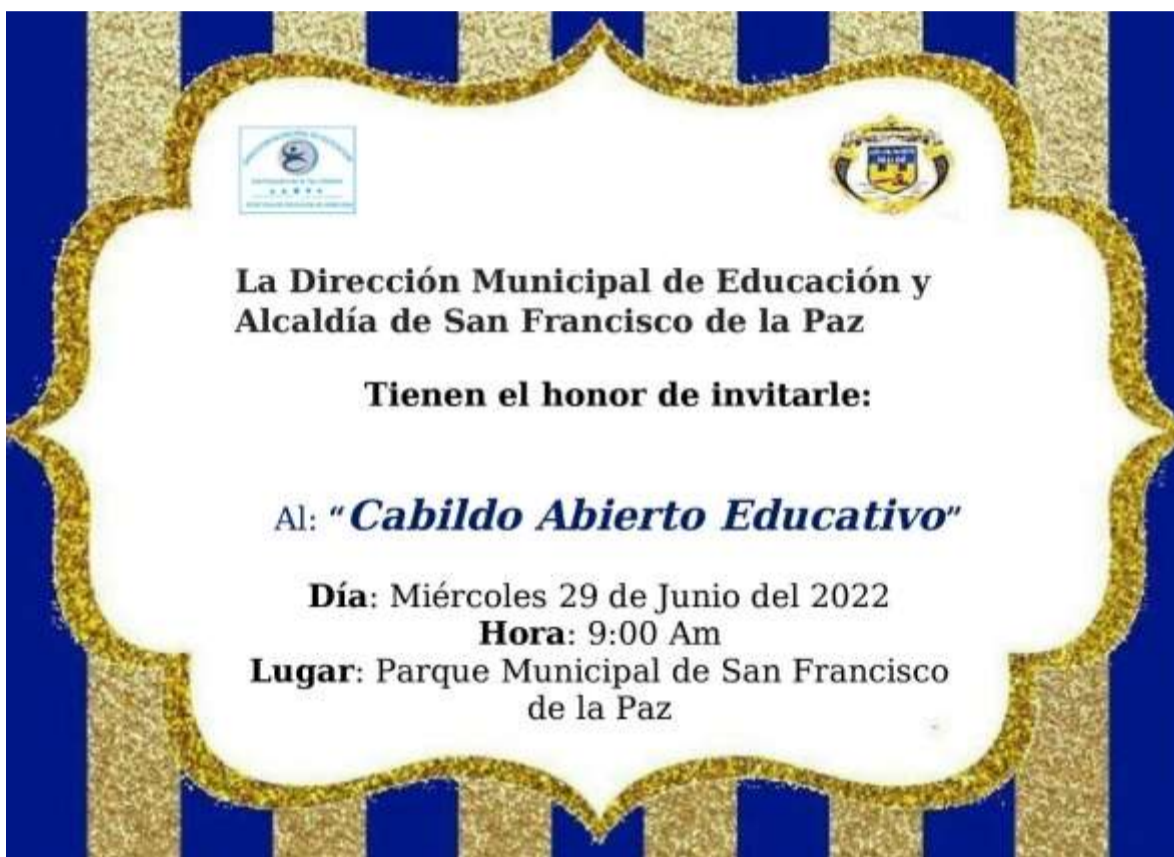 La Dirección Municipal de Educación y
Alcaldía de San Francisco de la Paz
Tienen el honor de invitarle:
Al: “Cabildo Abierto Educativo”
Día: Miércoles 29 de Junio del 2022
Hora: 9:00 Am
Lugar: Parque Municipal de San Francisco
de la Paz